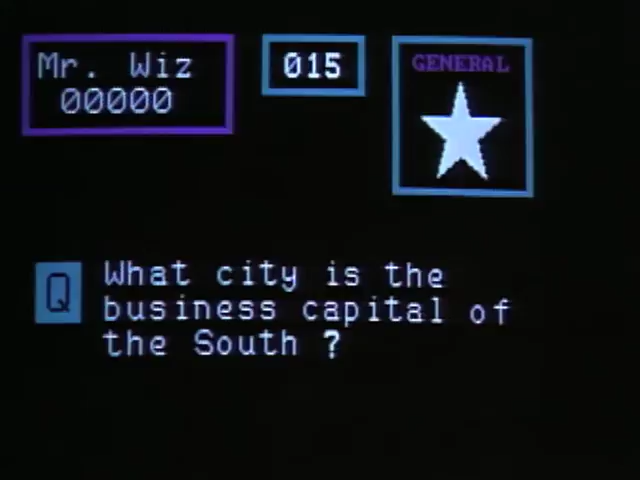 Mr. Wiz
00000
015
GENERAL
Q
What city is the
business capital of
the South ?